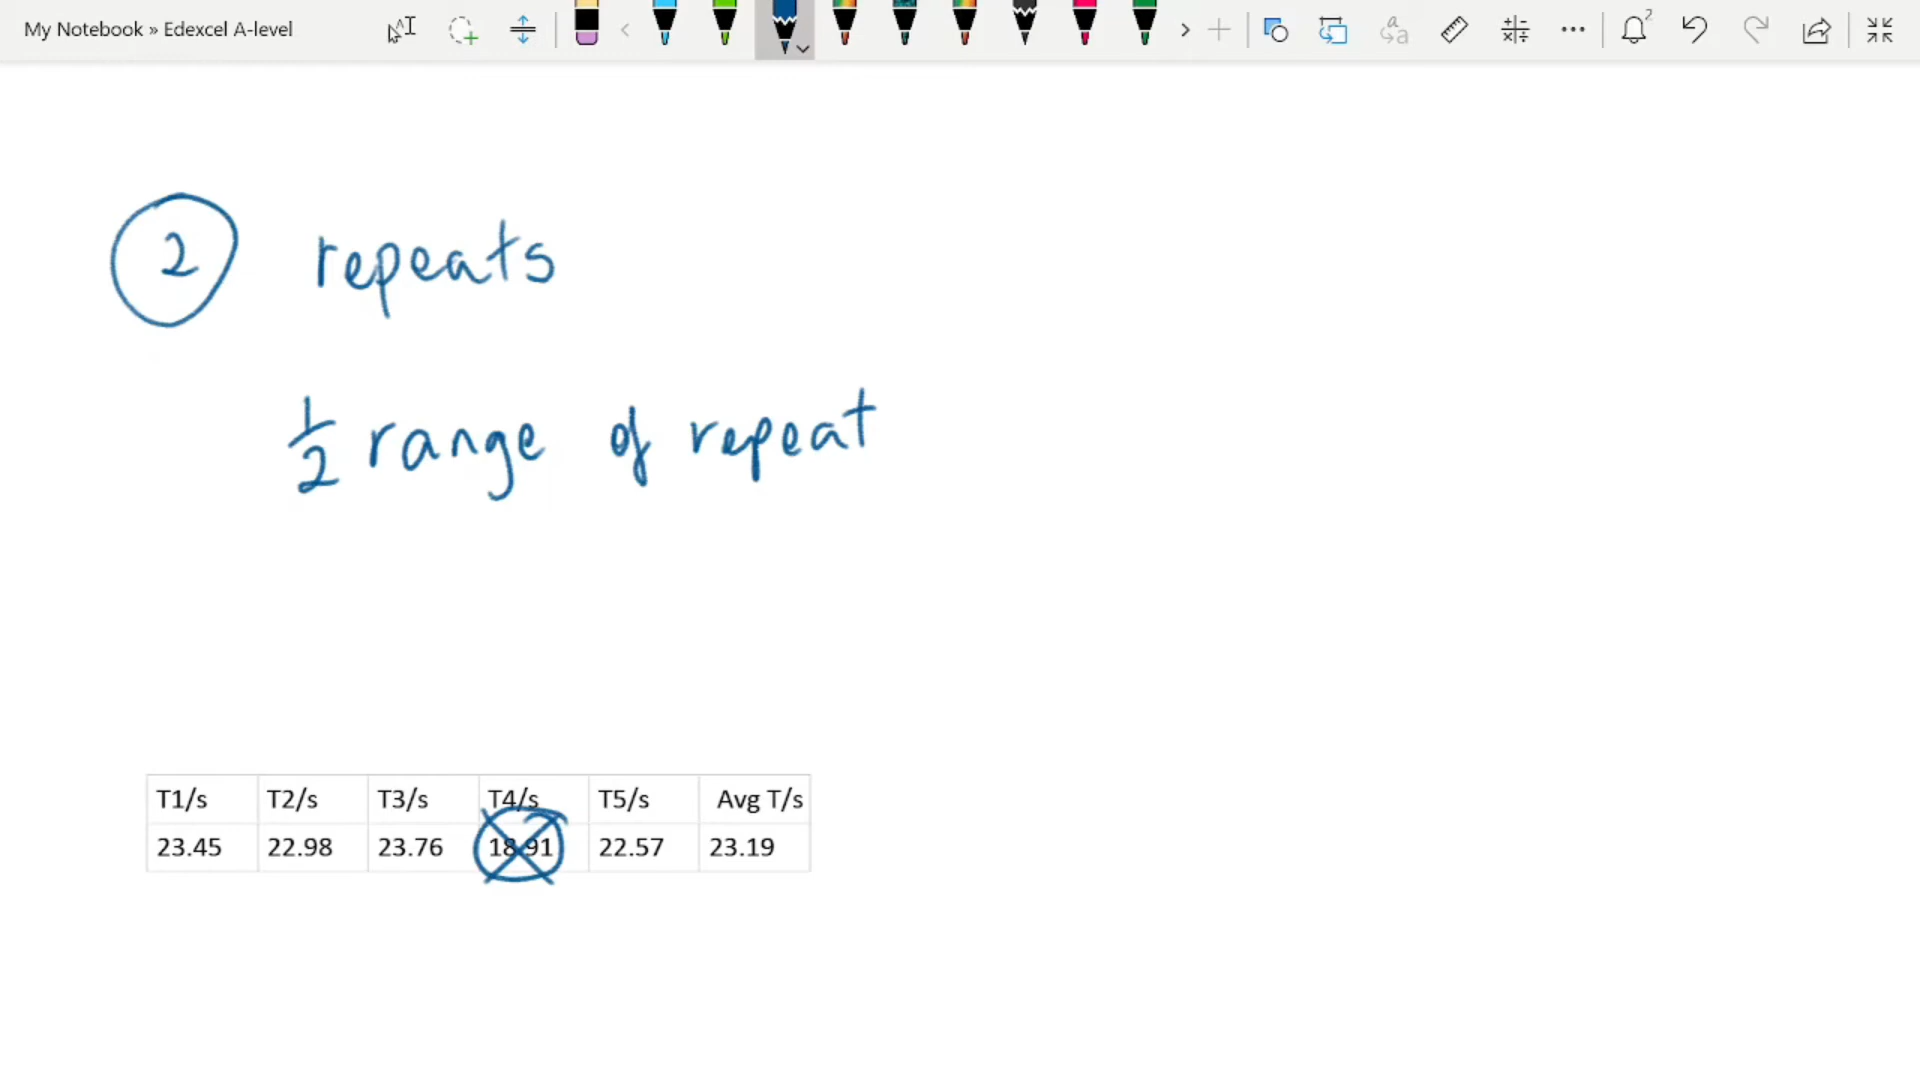 My Notebook » Edexcel A-level
2
2 repeats
1/2 range of repeat
T1/s T2/s T3/s T4/s T5/s Avg T/s
23.45 22.98 23.76 18.91 22.57 23.19